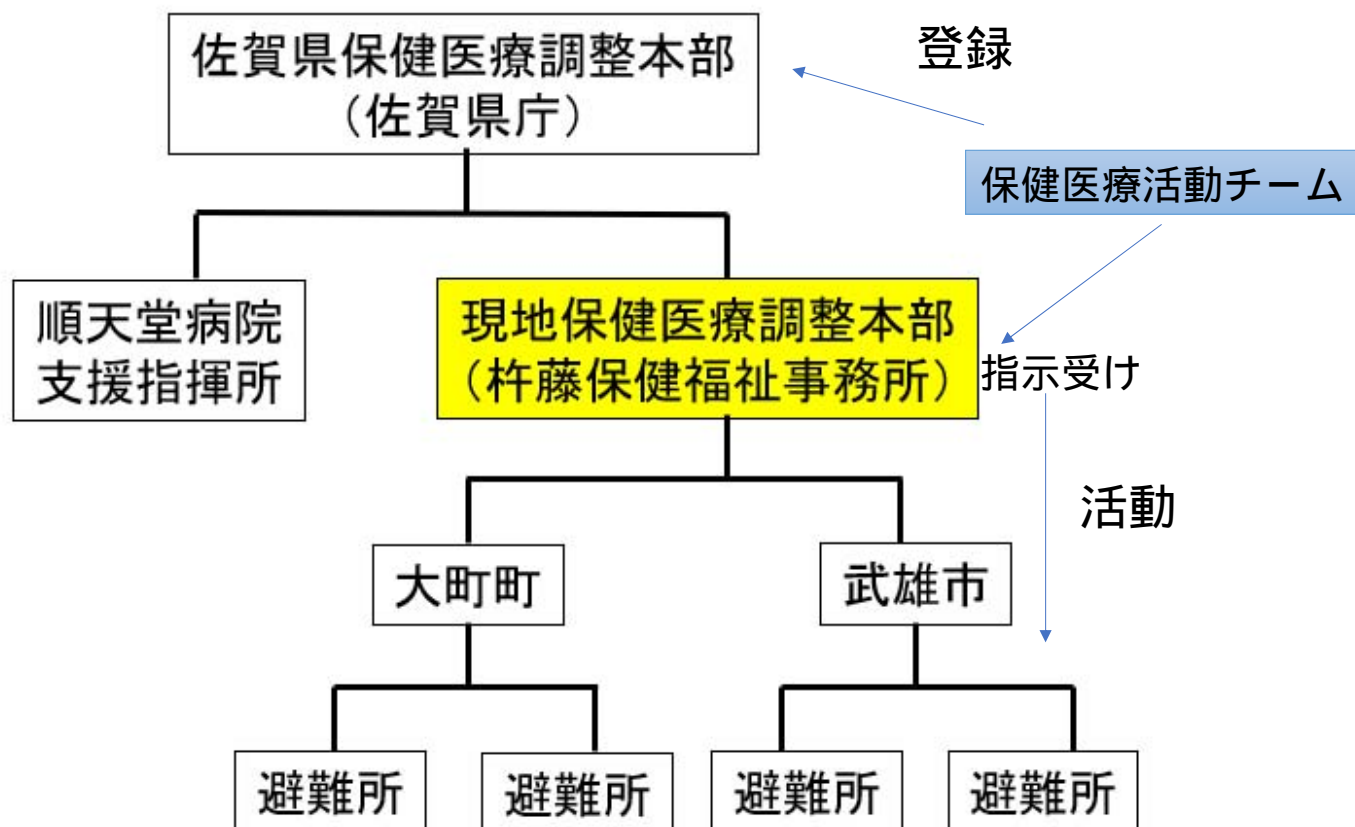 佐賀県保健医療調整本部
（佐賀県庁）
登録
保健医療活動チーム
順天堂病院
支援指揮所
現地保健医療調整本部
（杵藤保健福祉事務所）
指示受け
活動
大町町
武雄市
避難所
避難所
避難所
避難所